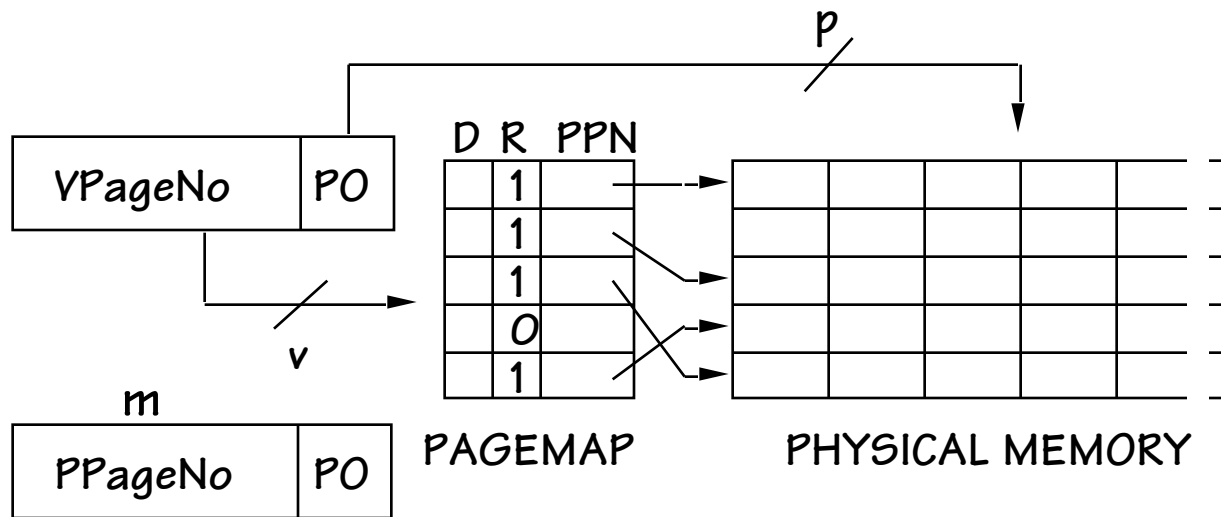 p
D R PPN
VPageNo PO
1
1
1
0
1
v
m
PPageNo PO
PAGEMAP
PHYSICAL MEMORY